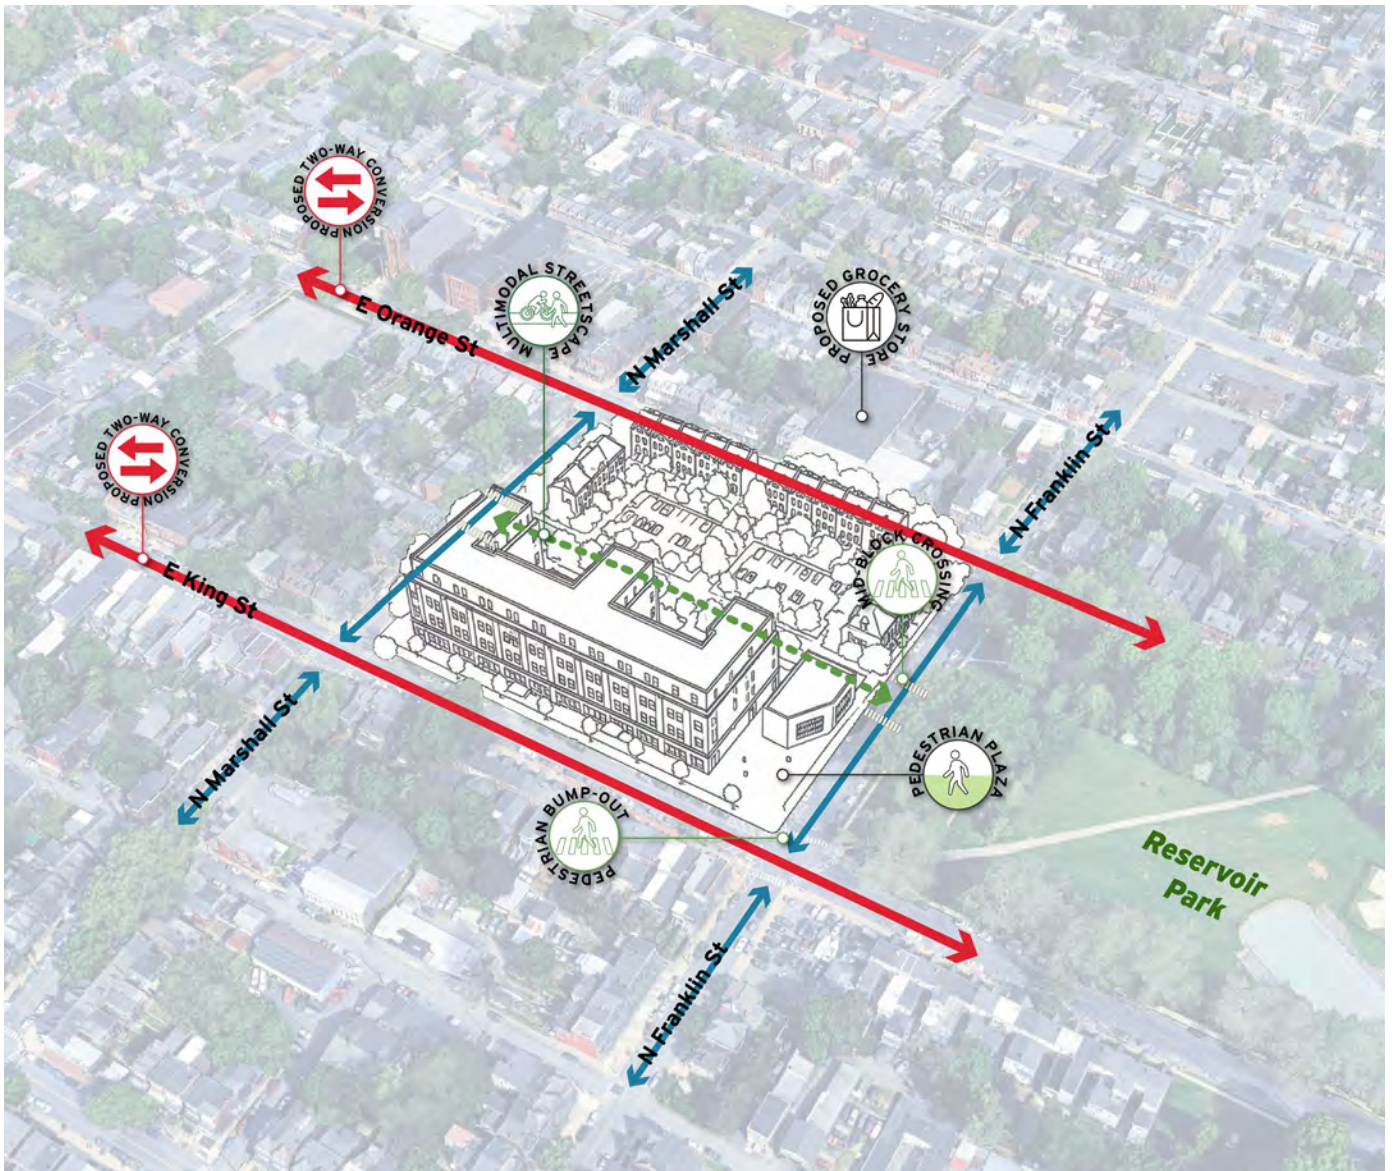 PROPOSED TWO-WAY CONVERSION
E Orange St
MULTIMODAL STREETSCAPE
N Marshall St
PROPOSED GROCERY STORE
PROPOSED TWO-WAY CONVERSION
E King St
N Franklin St
MID-BLOCK CROSSING
N Marshall St
PEDESTRIAN PLAZA
PEDESTRIAN BUMP-OUT
Reservoir
Park
N Franklin St